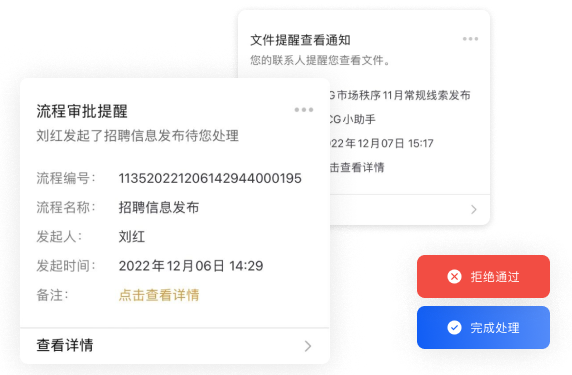 文件提醒查看通知
您的联系人提醒您查看文件。
G市场秩序11月常规线索发布
CG小助手
022年12月07日 15:17
击查看详情
流程审批提醒
刘红发起了招聘信息发布待您处理
流程编号： 113520221206142944000195
流程名称： 招聘信息发布
发起人： 刘红
发起时间： 2022年12月06日 14:29
备注： 点击查看详情
查看详情
拒绝通过
完成处理